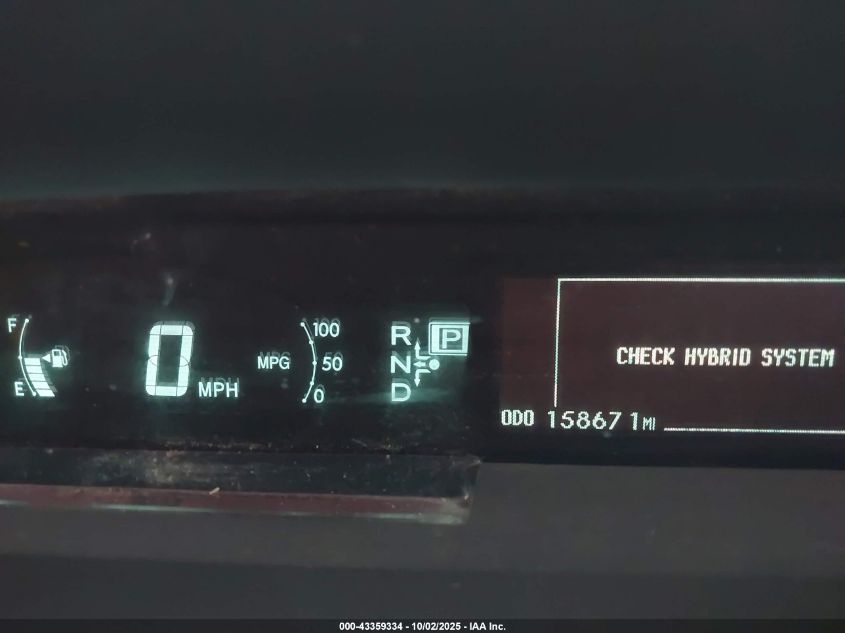 F
E
0 MPH
MPG
100
50
0
R
N
D
P
CHECK HYBRID SYSTEM
ODO 158671 MI
000-43359334 - 10/02/2025 - IAA Inc.